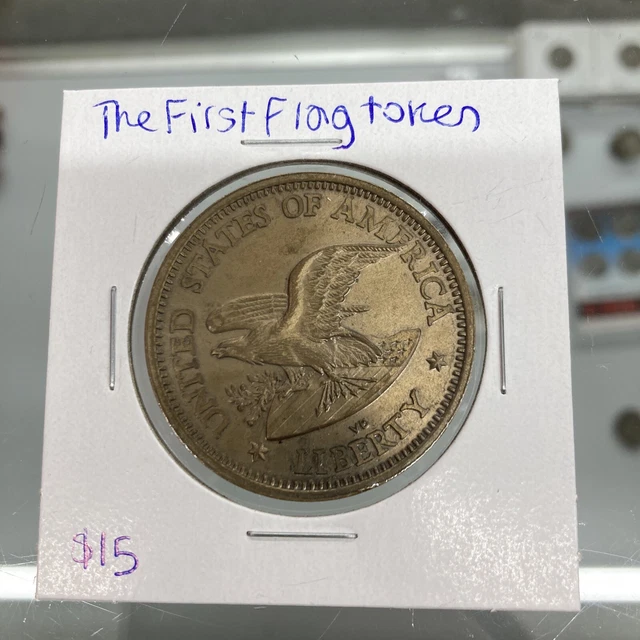 The First Flag token
UNITED STATES OF AMERICA
LIBERTY
$15